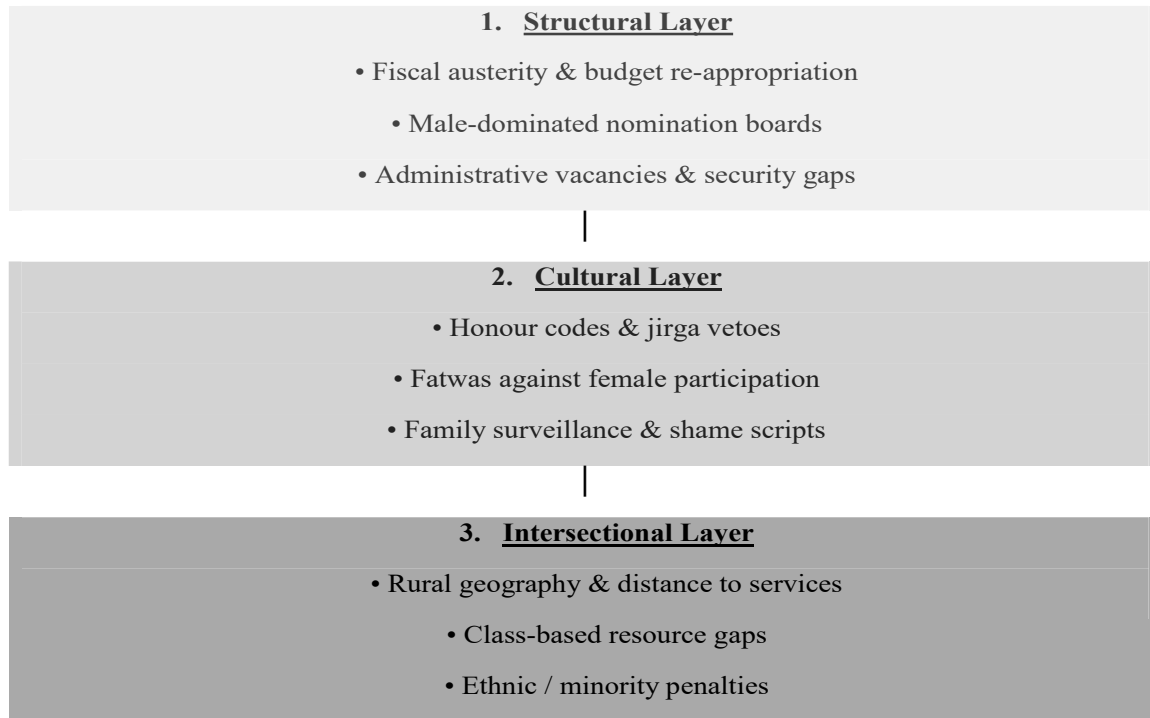 1. Structural Layer
• Fiscal austerity & budget re-appropriation
• Male-dominated nomination boards
• Administrative vacancies & security gaps
2. Cultural Layer
• Honour codes & jirga vetoes
• Fatwas against female participation
• Family surveillance & shame scripts
3. Intersectional Layer
• Rural geography & distance to services
• Class-based resource gaps
• Ethnic / minority penalties